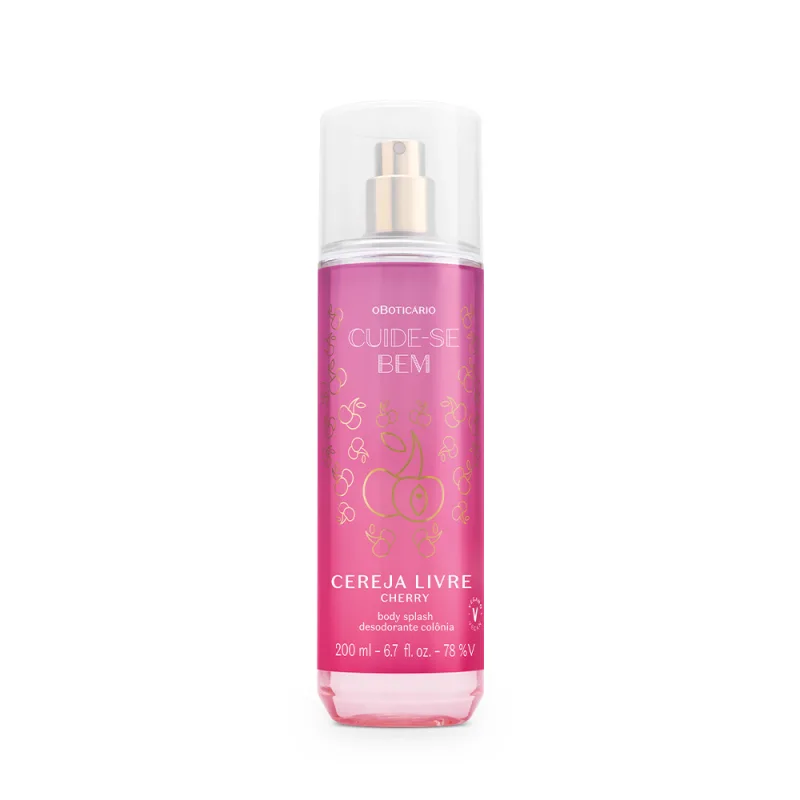 oBOTICÁRIO
CUIDE-SE
BEM
CEREJA LIVRE
CHERRY
body splash
desodorante colônia
200 ml - 6.7 fl. oz. - 78 %V